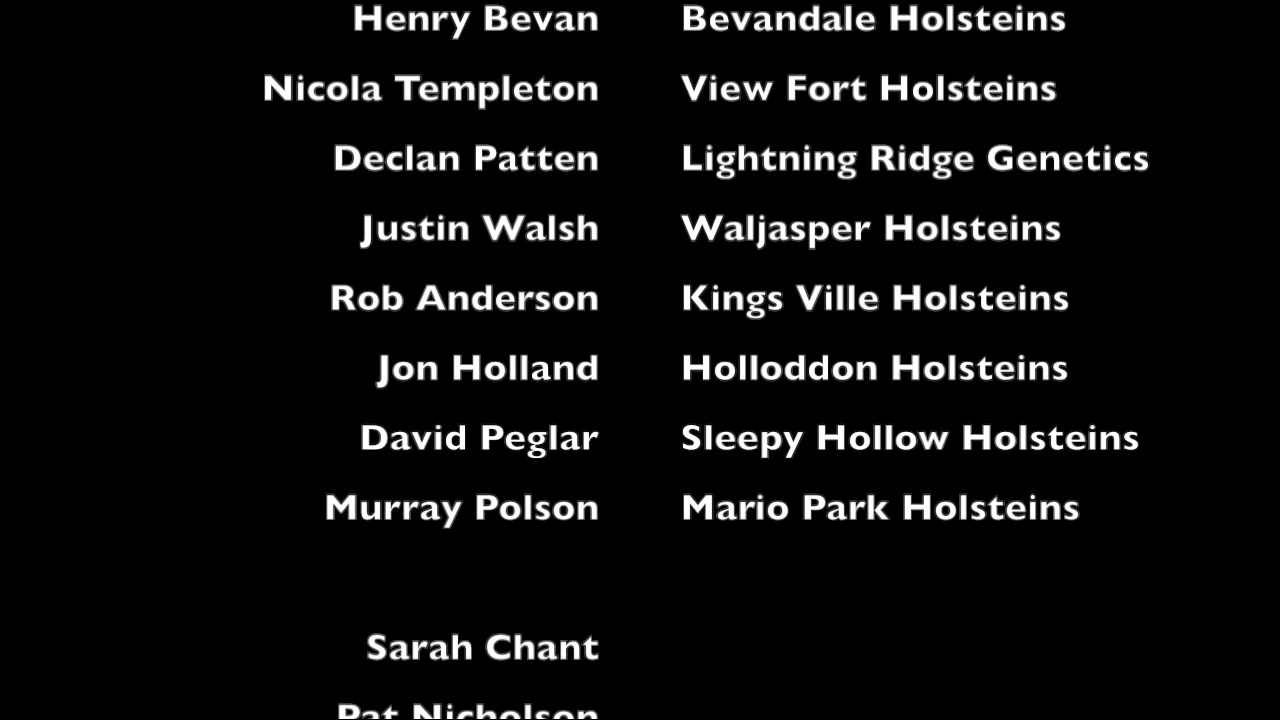 Henry Bevan Bevandale Holsteins
Nicola Templeton View Fort Holsteins
Declan Patten Lightning Ridge Genetics
Justin Walsh Waljasper Holsteins
Rob Anderson Kings Ville Holsteins
Jon Holland Holloddon Holsteins
David Peglar Sleepy Hollow Holsteins
Murray Polson Mario Park Holsteins
Sarah Chant
Pat Nicholson